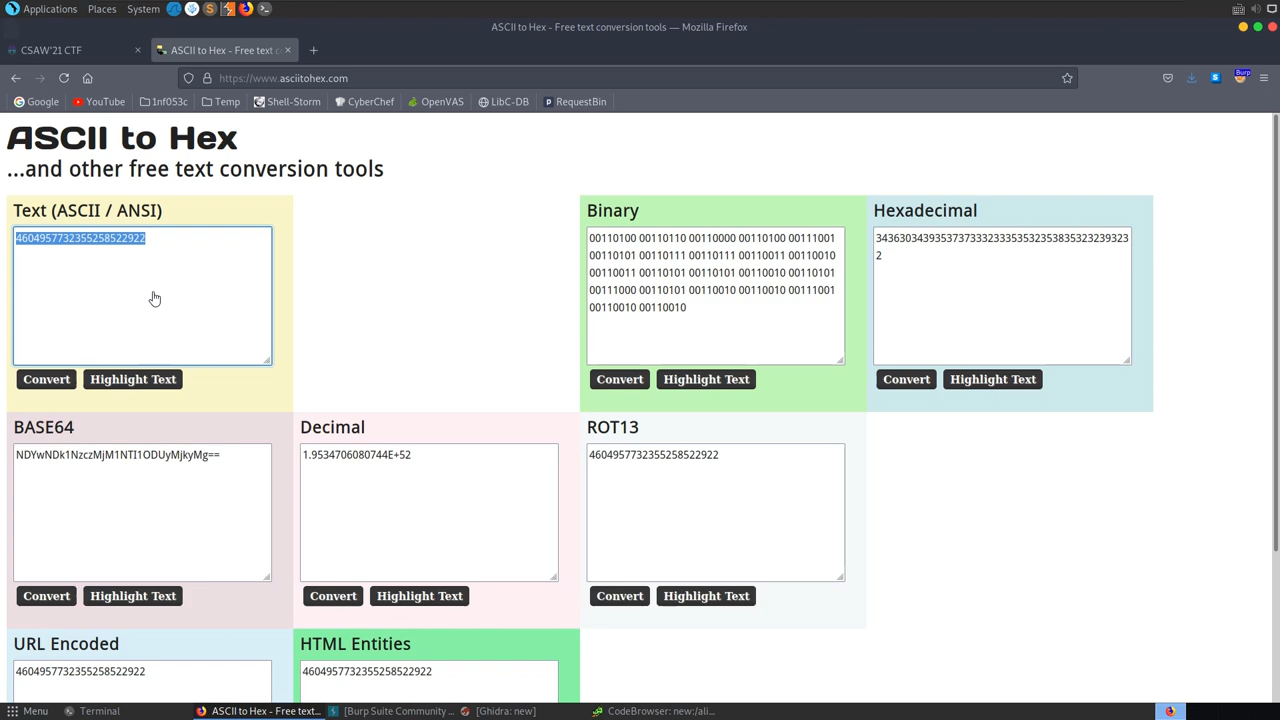 Applications Places System
ASCII to Hex - Free text conversion tools — Mozilla Firefox
CSAW'21 CTF × ASCII to Hex - Free text c × +
https://www.asciitohex.com
Burp
Google YouTube 1nf053c Temp Shell-Storm CyberChef OpenVAS LibC-DB RequestBin
ASCII to Hex
...and other free text conversion tools
Text (ASCII / ANSI)
4604957732355258522922
Convert Highlight Text
Binary
00110100 00110110 00110000 00110100 00111001
00110101 00110111 00110111 00110011 00110010
00110011 00110101 00110101 00110010 00110101
00111000 00110101 00110010 00110010 00111001
00110010 00110010
Convert Highlight Text
Hexadecimal
343630343935373733323335353235383532323932 3
2
Convert Highlight Text
BASE64
NDYwNDk1NzczMjM1NTI1ODUyMjkyMg==
Convert Highlight Text
Decimal
1.9534706080744E+52
Convert Highlight Text
ROT13
4604957732355258522922
Convert Highlight Text
URL Encoded
4604957732355258522922
HTML Entities
4604957732355258522922
Menu Terminal ASCII to Hex - Free text... [Burp Suite Community ... [Ghidra: new] CodeBrowser: new:/ali...